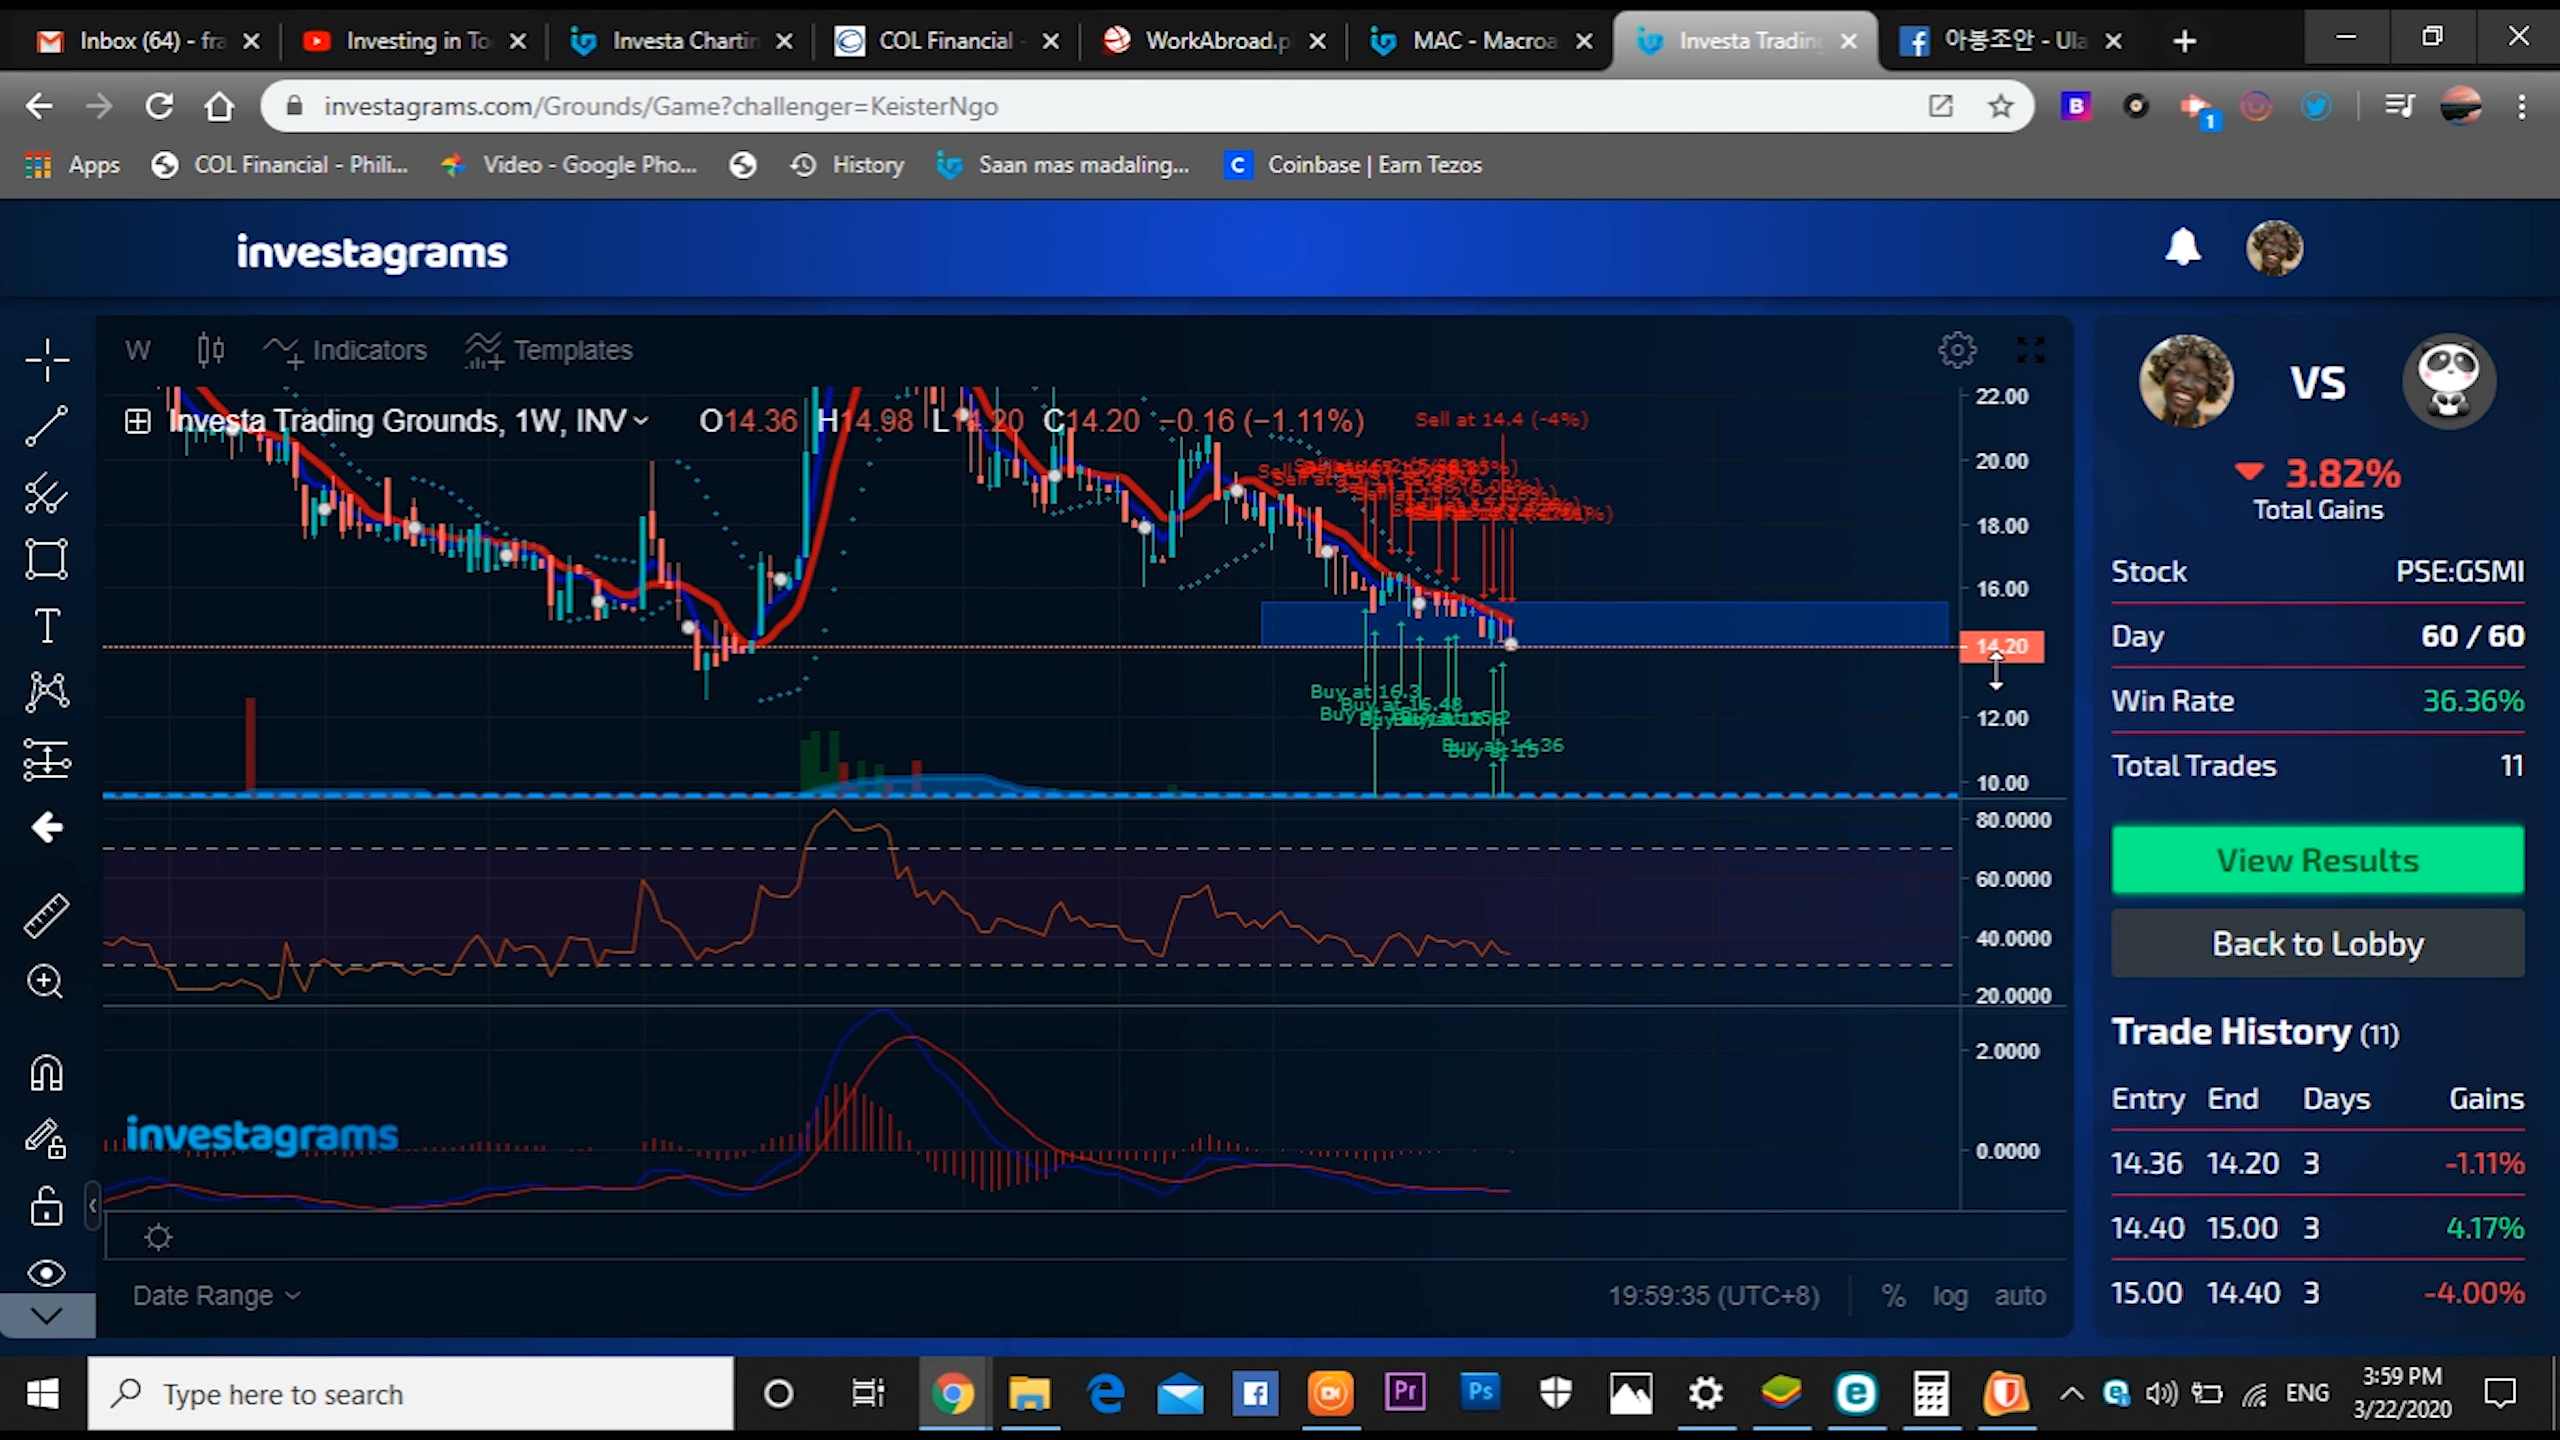 Inbox (64) - fra
Investing in To
Investa Chartin
COL Financial -
WorkAbroad.p
MAC - Macroa
Investa Trading
아봉조안 - Ula
investagrams.com/Grounds/Game?challenger=KeisterNgo
1
Apps
COL Financial - Phili...
Video - Google Pho...
History
Saan mas madaling...
Coinbase | Earn Tezos
investagrams
W
Indicators
Templates
Investa Trading Grounds, 1W, INV
O14.36 H14.98 L14.20 C14.20 −0.16 (−1.11%)
Sell at 14.4 (-4%)
Buy at 16.3
Buy at 14.36
Buy at 15
22.00
20.00
18.00
16.00
14.20
12.00
10.00
80.0000
60.0000
40.0000
20.0000
2.0000
0.0000
investagrams
Date Range
19:59:35 (UTC+8)
%
log
auto
VS
3.82%
Total Gains
Stock PSE:GSMI
Day 60 / 60
Win Rate 36.36%
Total Trades 11
View Results
Back to Lobby
Trade History (11)
Entry End Days Gains
14.36 14.20 3 -1.11%
14.40 15.00 3 4.17%
15.00 14.40 3 -4.00%
Type here to search
Pr
Ps
ENG
3:59 PM
3/22/2020